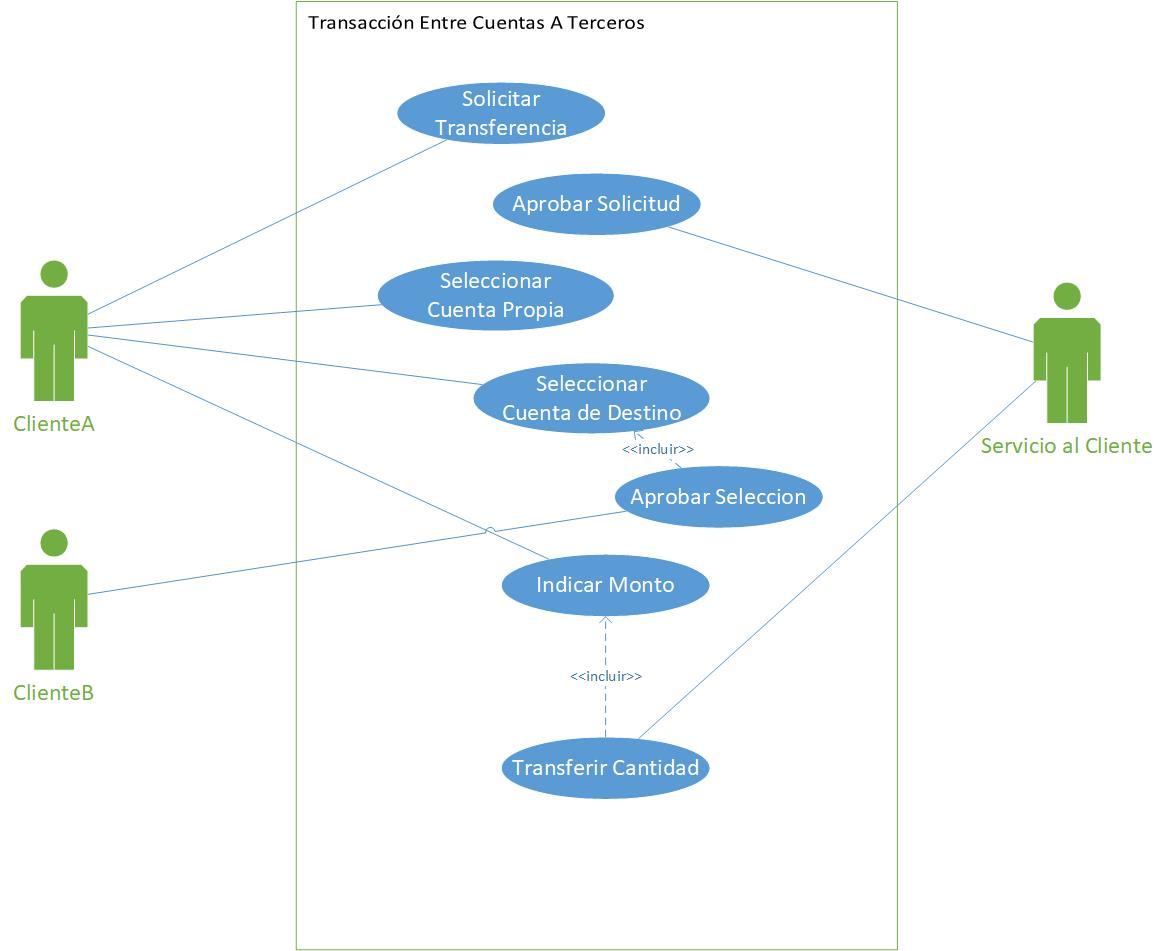 Transacción Entre Cuentas A Terceros
Solicitar
Transferencia
Aprobar Solicitud
Seleccionar
Cuenta Propia
Seleccionar
Cuenta de Destino
<<incluir>>
ClienteA
Servicio al Cliente
Aprobar Seleccion
Indicar Monto
<<incluir>>
ClienteB
Transferir Cantidad